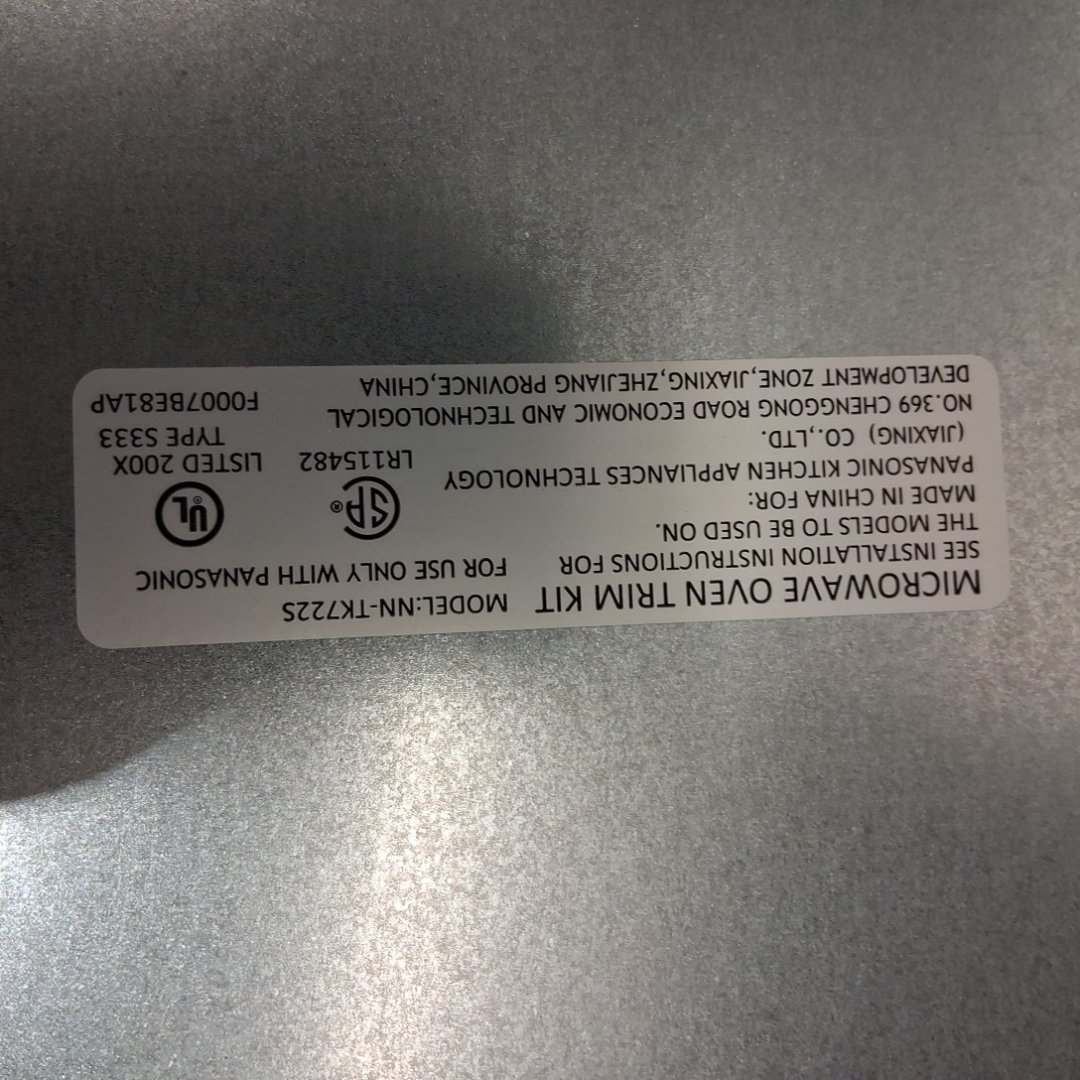 MICROWAVE OVEN TRIM KIT
SEE INSTALLATION INSTRUCTIONS FOR
THE MODELS TO BE USED ON.
MADE IN CHINA FOR:
PANASONIC KITCHEN APPLIANCES TECHNOLOGY
(JIAXING) CO.,LTD.
NO.369 CHENGGONG ROAD ECONOMIC AND TECHNOLOGICAL
DEVELOPMENT ZONE,JIAXING,ZHEJIANG PROVINCE,CHINA
MODEL:NN-TK722S
FOR USE ONLY WITH PANASONIC
SA®
LR115482
UL®
LISTED 200X
TYPE S333
F0007BE81AP